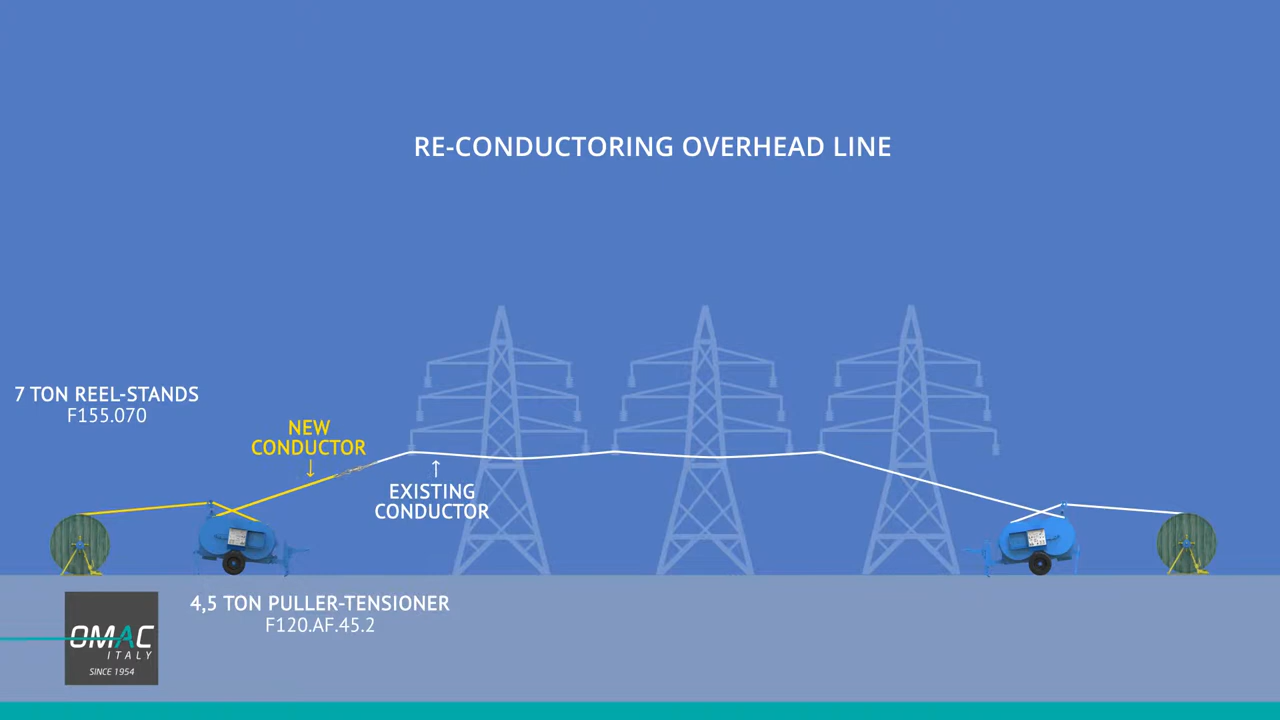 RE-CONDUCTORING OVERHEAD LINE
7 TON REEL-STANDS
F155.070
NEW
CONDUCTOR
↓
↑
EXISTING
CONDUCTOR
4,5 TON PULLER-TENSIONER
F120.AF.45.2
OMAC
ITALY
SINCE 1954